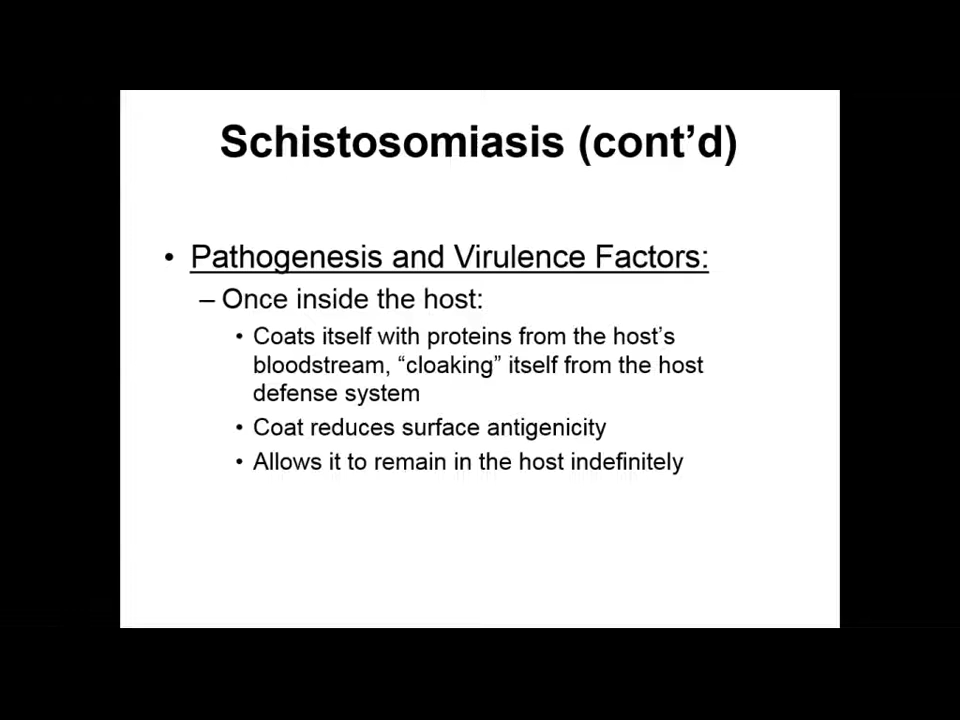 Schistosomiasis (cont’d)
• Pathogenesis and Virulence Factors:
– Once inside the host:
• Coats itself with proteins from the host’s
bloodstream, “cloaking” itself from the host
defense system
• Coat reduces surface antigenicity
• Allows it to remain in the host indefinitely